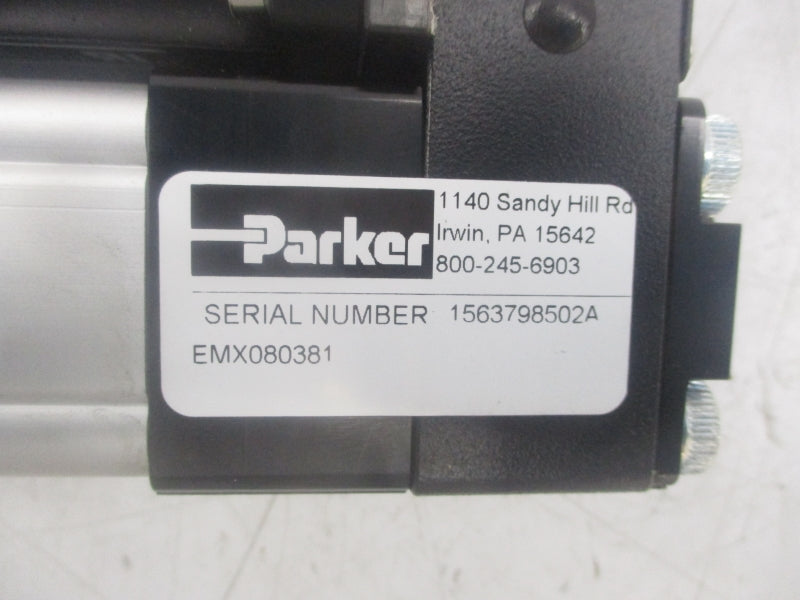 Parker
1140 Sandy Hill Rd
Irwin, PA 15642
800-245-6903
SERIAL NUMBER 1563798502A
EMX080381